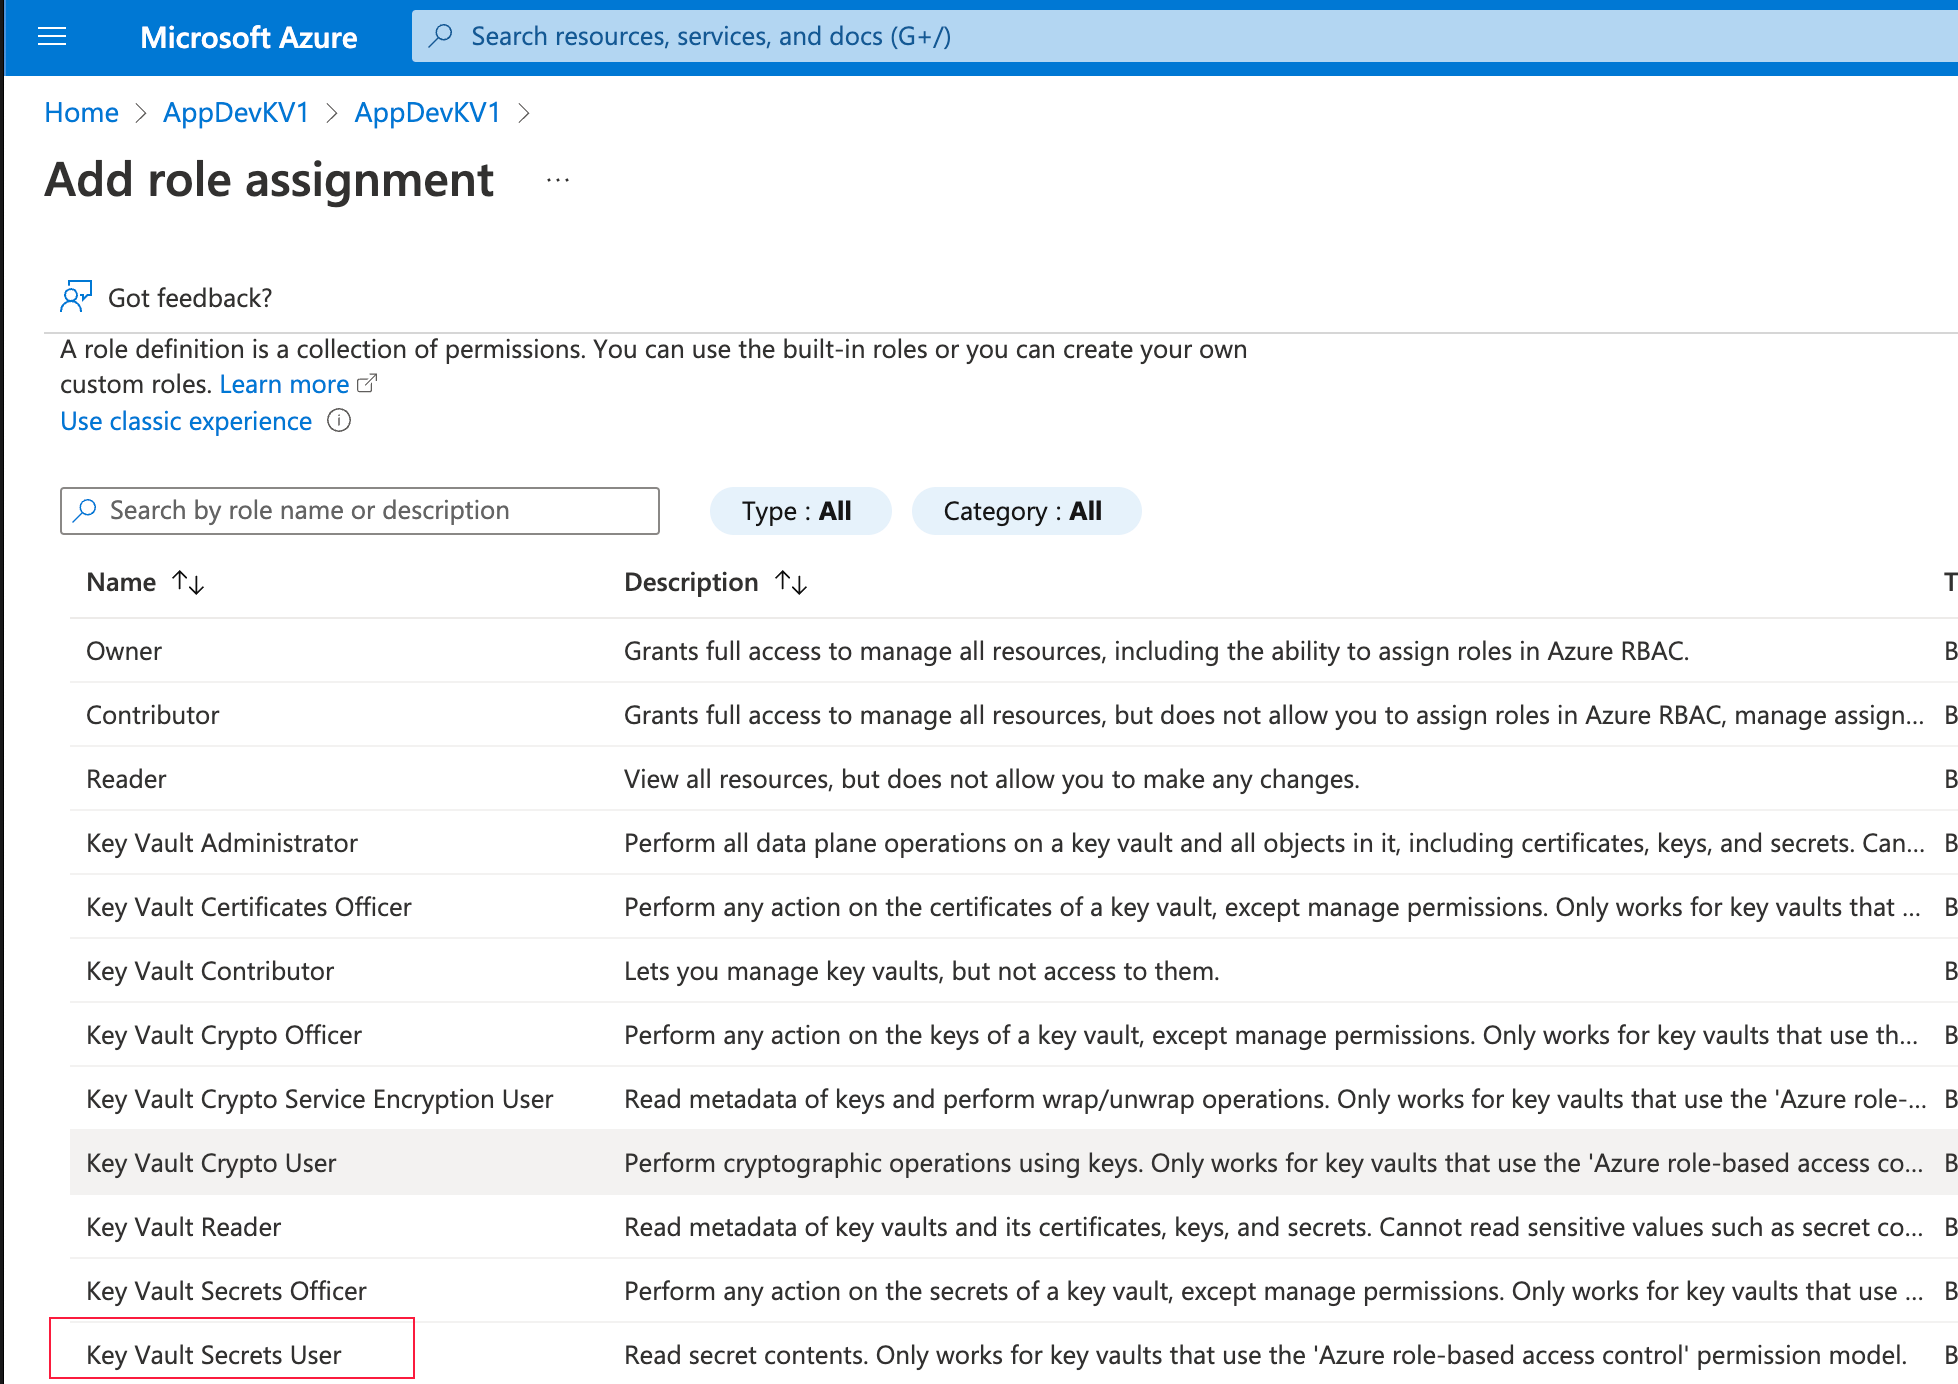 Microsoft Azure
Search resources, services, and docs (G+/)
Home > AppDevKV1 > AppDevKV1 >
Add role assignment ...
Got feedback?
A role definition is a collection of permissions. You can use the built-in roles or you can create your own
custom roles. Learn more
Use classic experience
Search by role name or description
Type : All
Category : All
Name ↑↓ Description ↑↓ T
Owner Grants full access to manage all resources, including the ability to assign roles in Azure RBAC. B
Contributor Grants full access to manage all resources, but does not allow you to assign roles in Azure RBAC, manage assign... B
Reader View all resources, but does not allow you to make any changes. B
Key Vault Administrator Perform all data plane operations on a key vault and all objects in it, including certificates, keys, and secrets. Can... B
Key Vault Certificates Officer Perform any action on the certificates of a key vault, except manage permissions. Only works for key vaults that ... B
Key Vault Contributor Lets you manage key vaults, but not access to them. B
Key Vault Crypto Officer Perform any action on the keys of a key vault, except manage permissions. Only works for key vaults that use th... B
Key Vault Crypto Service Encryption User Read metadata of keys and perform wrap/unwrap operations. Only works for key vaults that use the 'Azure role-... B
Key Vault Crypto User Perform cryptographic operations using keys. Only works for key vaults that use the 'Azure role-based access co... B
Key Vault Reader Read metadata of key vaults and its certificates, keys, and secrets. Cannot read sensitive values such as secret co... B
Key Vault Secrets Officer Perform any action on the secrets of a key vault, except manage permissions. Only works for key vaults that use ... B
Key Vault Secrets User Read secret contents. Only works for key vaults that use the 'Azure role-based access control' permission model. B